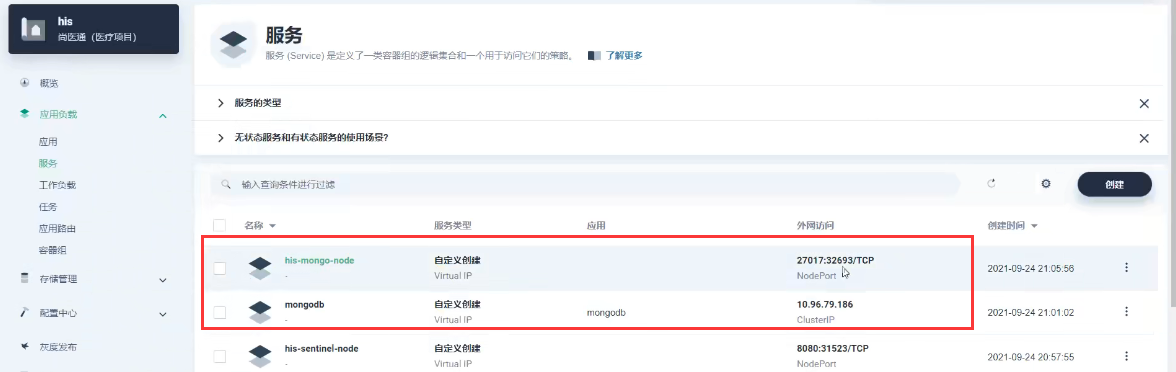 his
尚医通（医疗项目）
概览
应用负载
应用
服务
工作负载
任务
应用路由
容器组
存储管理
配置中心
灰度发布
服务
服务 (Service) 是定义了一类容器组的逻辑集合和一个用于访问它们的策略。 了解更多
服务的类型
无状态服务和有状态服务的使用场景?
输入查询条件进行过滤
创建
名称 服务类型 应用 外网访问 创建时间
his-mongo-node 自定义创建 27017:32693/TCP 2021-09-24 21:05:56
- Virtual IP NodePort
mongodb 自定义创建 mongodb 10.96.79.186 2021-09-24 21:01:02
- Virtual IP ClusterIP
his-sentinel-node 自定义创建 8080:31523/TCP 2021-09-24 20:57:55
- Virtual IP NodePort